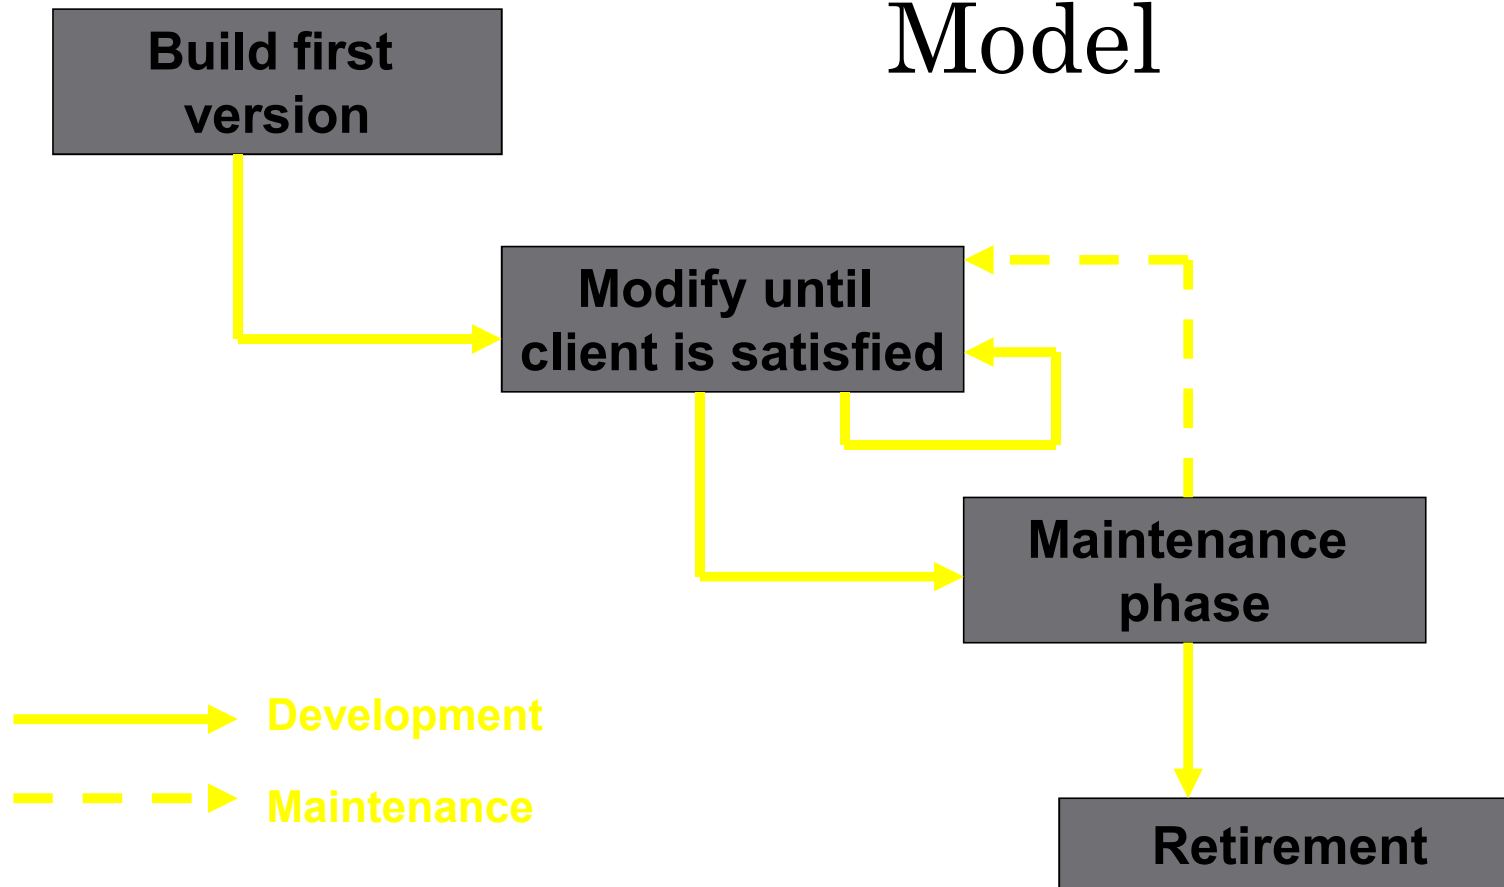 Model
Build first
version
Modify until
client is satisfied
Maintenance
phase
Development
Maintenance
Retirement